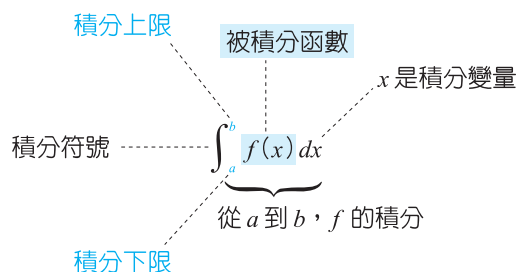 積分上限
被積分函數
x 是積分變量
積分符號
∫_a^b f(x) dx
從 a 到 b，f 的積分
積分下限